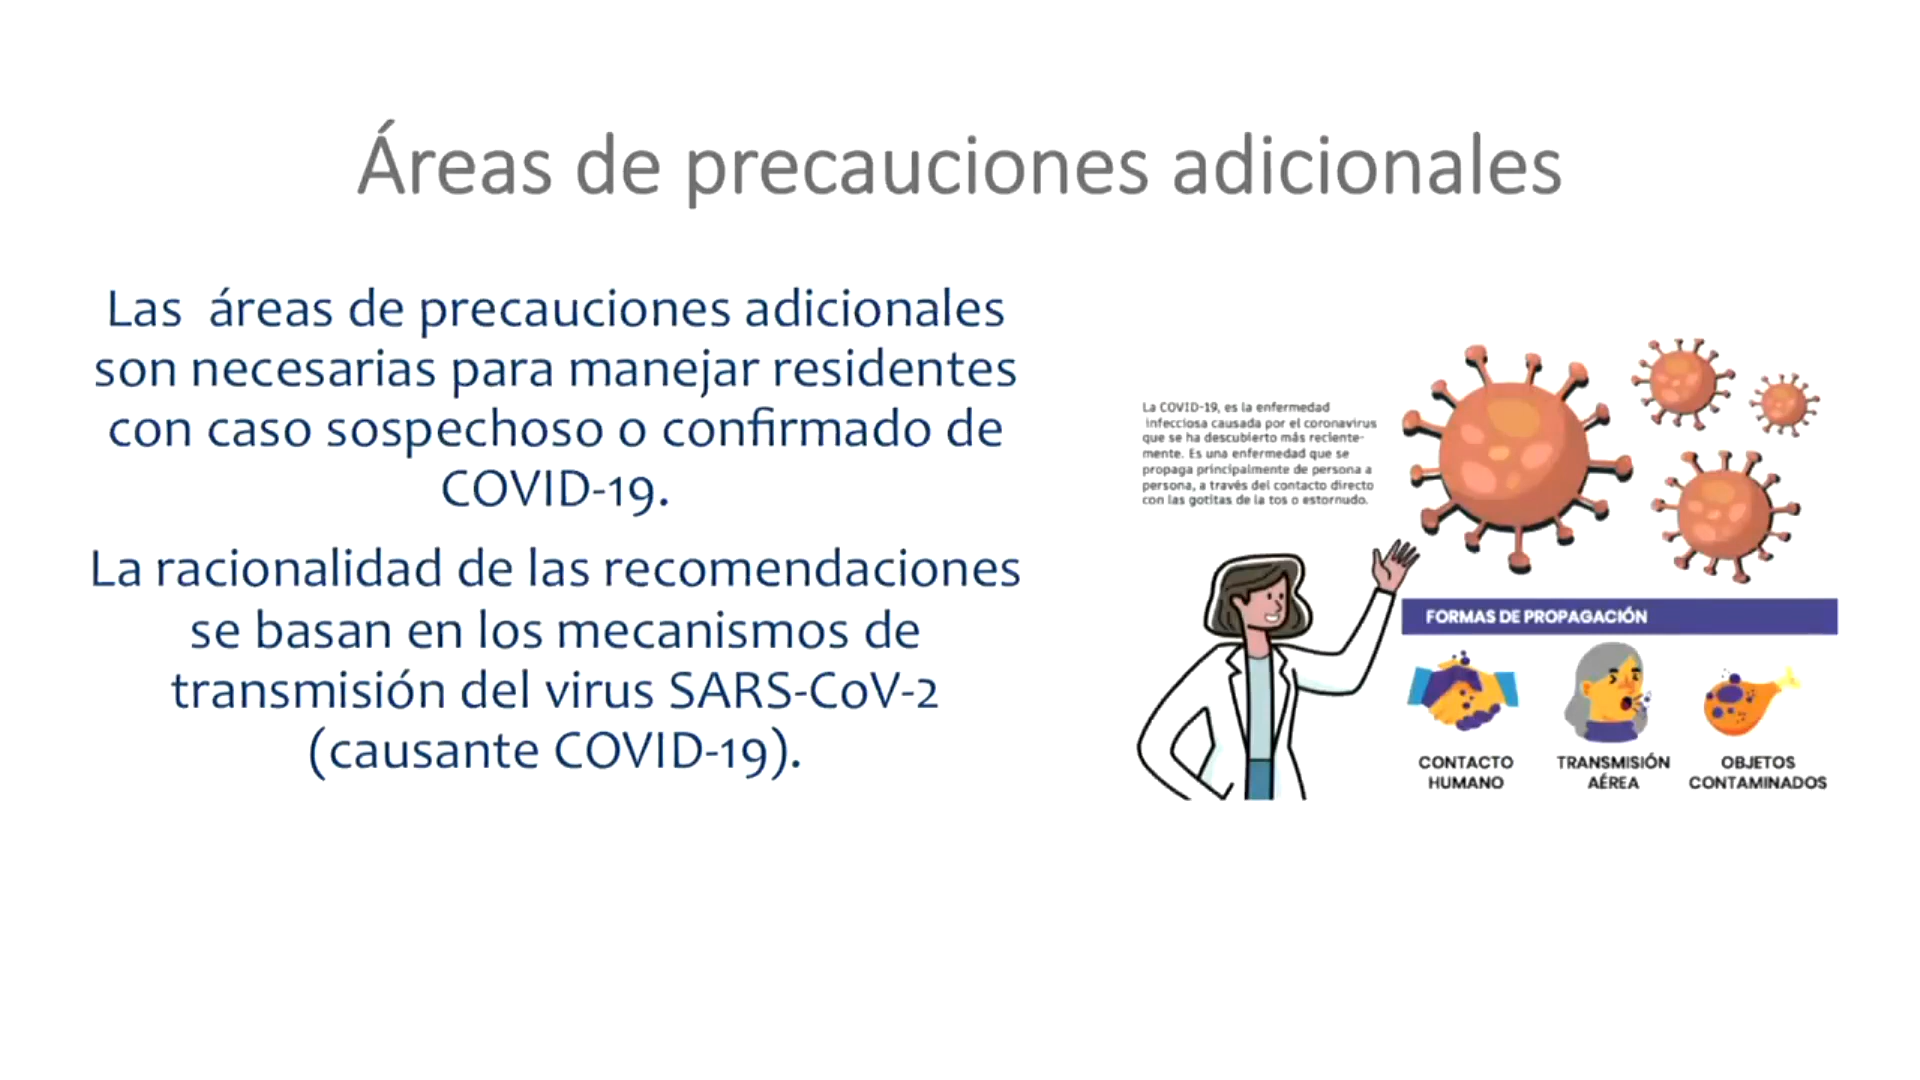 Áreas de precauciones adicionales
Las áreas de precauciones adicionales
son necesarias para manejar residentes
con caso sospechoso o confirmado de
COVID-19.
La racionalidad de las recomendaciones
se basan en los mecanismos de
transmisión del virus SARS-CoV-2
(causante COVID-19).
La COVID-19, es la enfermedad
infecciosa causada por el coronavirus
que se ha descubierto más reciente-
mente. Es una enfermedad que se
propaga principalmente de persona a
persona, a través del contacto directo
con las gotitas de la tos o estornudo.
FORMAS DE PROPAGACIÓN
CONTACTO
HUMANO
TRANSMISIÓN
AÉREA
OBJETOS
CONTAMINADOS